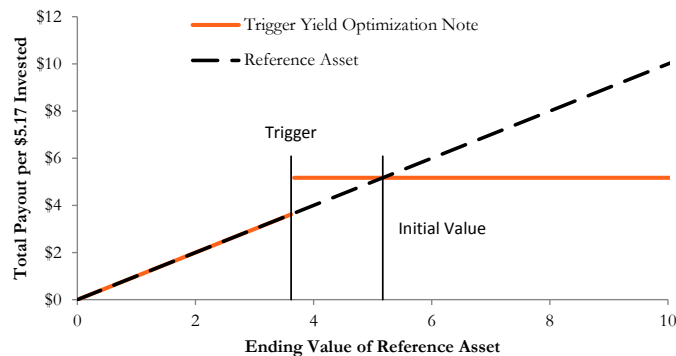 $12
$10
$8
$6
$4
$2
$0
Total Payout per $5.17 Invested
Trigger Yield Optimization Note
Reference Asset
Trigger
Initial Value
0 2 4 6 8 10
Ending Value of Reference Asset